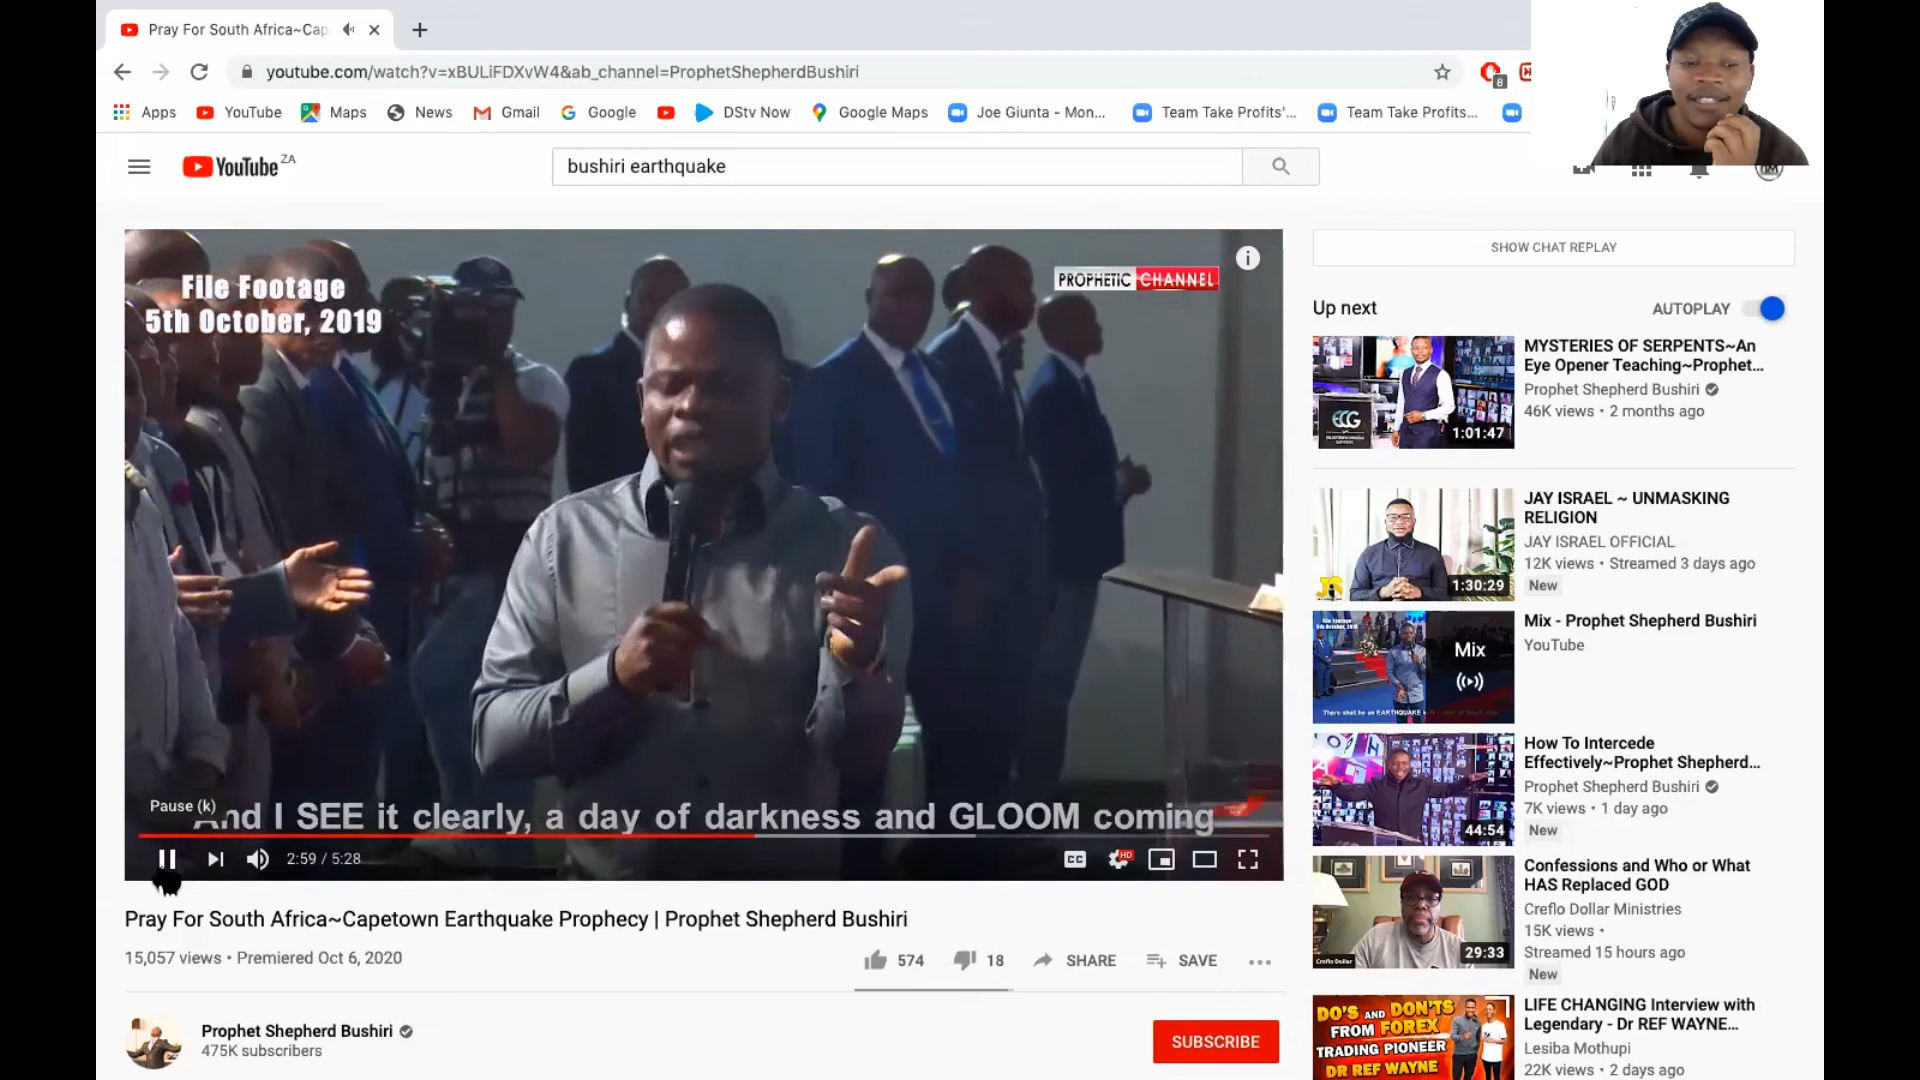 Pray For South Africa~Cap
youtube.com/watch?v=xBULiFDXvW4&ab_channel=ProphetShepherdBushiri
8
Apps
YouTube
Maps
News
Gmail
Google
DStv Now
Google Maps
Joe Giunta - Mon...
Team Take Profits'...
Team Take Profits...
YouTube ZA
bushiri earthquake
File Footage
5th October, 2019
PROPHETIC CHANNEL
Pause (k)
And I SEE it clearly, a day of darkness and GLOOM coming
2:59 / 5:28
CC
HD
Pray For South Africa~Capetown Earthquake Prophecy | Prophet Shepherd Bushiri
15,057 views • Premiered Oct 6, 2020
574
18
SHARE
SAVE
Prophet Shepherd Bushiri
475K subscribers
SUBSCRIBE
SHOW CHAT REPLAY
Up next
AUTOPLAY
ECG
1:01:47
MYSTERIES OF SERPENTS~An
Eye Opener Teaching~Prophet...
Prophet Shepherd Bushiri
46K views • 2 months ago
1:30:29
JAY ISRAEL ~ UNMASKING
RELIGION
JAY ISRAEL OFFICIAL
12K views • Streamed 3 days ago
New
File Footage
5th October, 2019
Mix
Mix - Prophet Shepherd Bushiri
YouTube
44:54
How To Intercede
Effectively~Prophet Shepherd...
Prophet Shepherd Bushiri
7K views • 1 day ago
New
Creflo Dollar
29:33
Confessions and Who or What
HAS Replaced GOD
Creflo Dollar Ministries
15K views •
Streamed 15 hours ago
New
DO'S AND DON'TS
FROM FOREX
TRADING PIONEER
DR REF WAYNE
LIFE CHANGING Interview with
Legendary - Dr REF WAYNE...
Lesiba Mothupi
22K views • 2 days ago